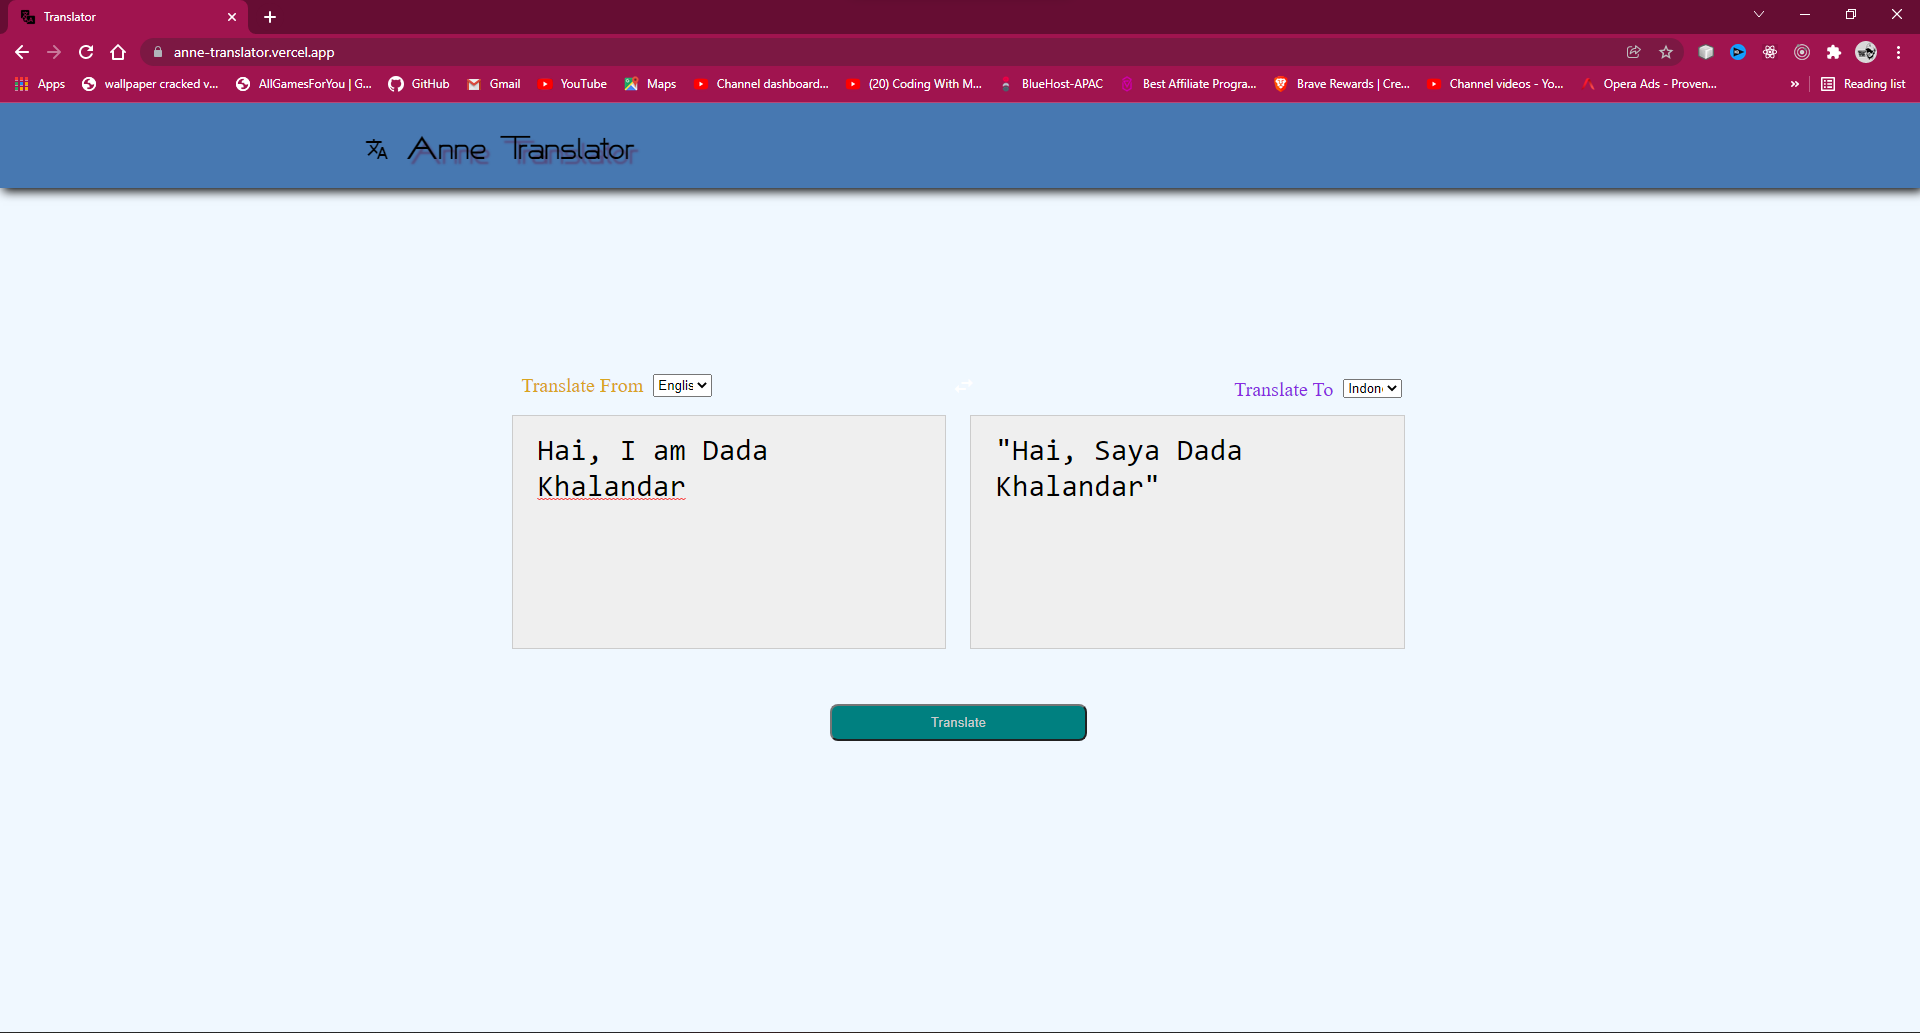 Translator
anne-translator.vercel.app
Apps wallpaper cracked v... AllGamesForYou | G... GitHub Gmail YouTube Maps Channel dashboard... (20) Coding With M... BlueHost-APAC Best Affiliate Progra... Brave Rewards | Cre... Channel videos - Yo... Opera Ads - Proven... » Reading list
Anne Translator
Translate From Englis
Translate To Indon
Hai, I am Dada
Khalandar
"Hai, Saya Dada
Khalandar"
Translate